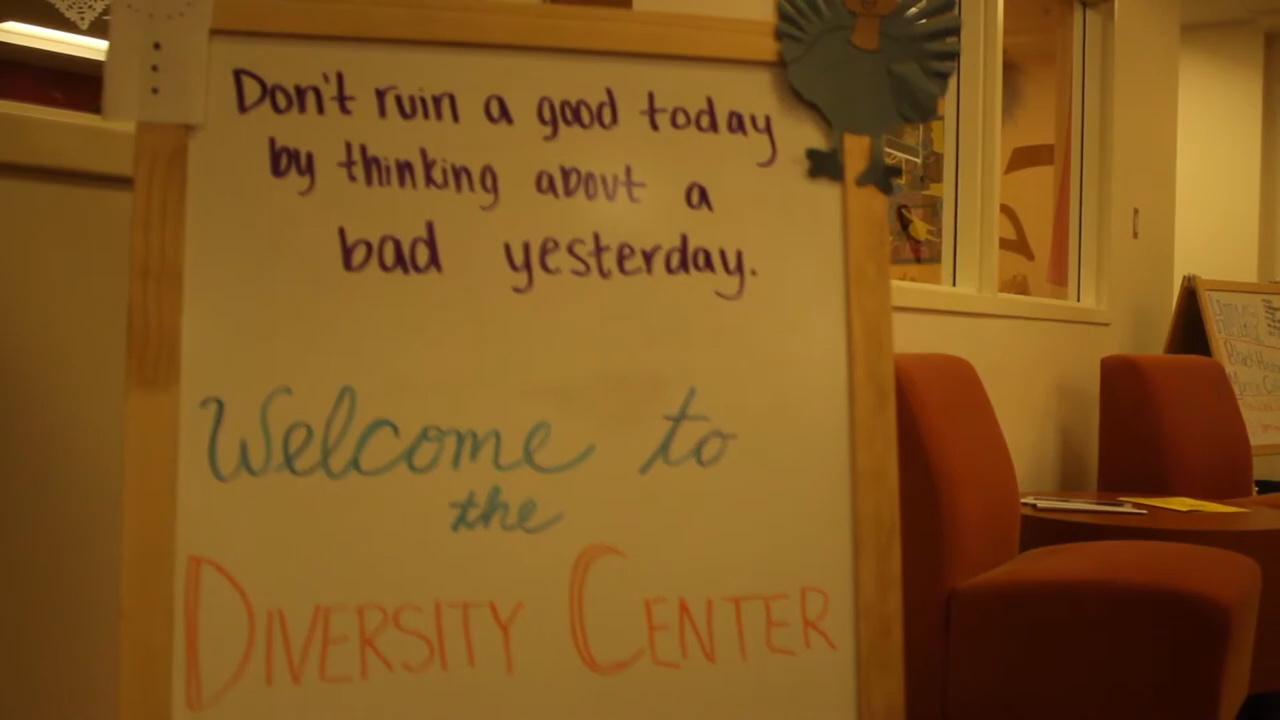 Don't ruin a good today
by thinking about a
bad yesterday.
Welcome to
the
DIVERSITY CENTER